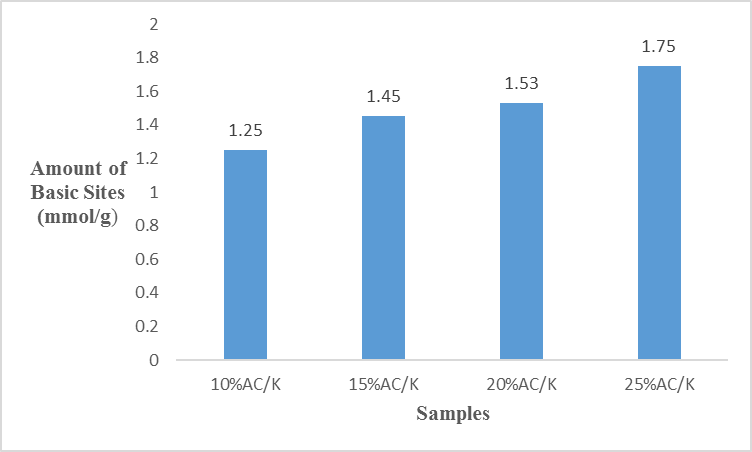 2
1.8
1.6
1.4
1.2
1
0.8
0.6
0.4
0.2
0
Amount of
Basic Sites
(mmol/g)
1.25
1.45
1.53
1.75
10%AC/K
15%AC/K
20%AC/K
25%AC/K
Samples